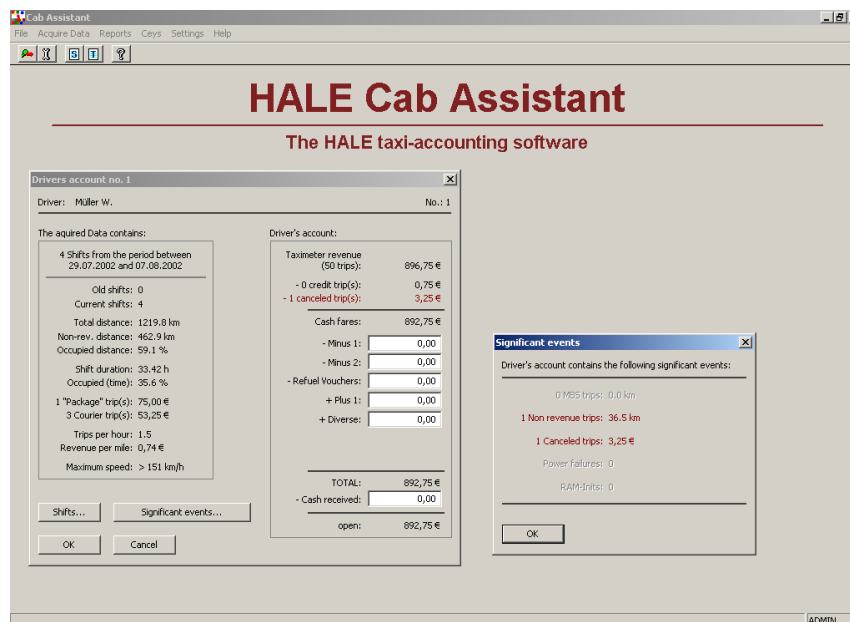 Cab Assistant
File Acquire Data Reports Ceys Settings Help
S T ?
HALE Cab Assistant
The HALE taxi-accounting software
Drivers account no. 1
Driver: Müller W. No.: 1
The aquired Data contains:
4 Shifts from the period between
29.07.2002 and 07.08.2002
Old shifts: 0
Current shifts: 4
Total distance: 1219.8 km
Non-rev. distance: 462.9 km
Occupied distance: 59.1 %
Shift duration: 33.42 h
Occupied (time): 35.6 %
1 "Package" trip(s): 75,00 €
3 Courier trip(s): 53,25 €
Trips per hour: 1.5
Revenue per mile: 0,74 €
Maximum speed: > 151 km/h
Shifts... Significant events...
OK Cancel
Driver's account:
Taximeter revenue
(50 trips): 896,75 €
- 0 credit trip(s): 0,75 €
- 1 canceled trip(s): 3,25 €
Cash fares: 892,75 €
- Minus 1: 0,00
- Minus 2: 0,00
- Refuel Vouchers: 0,00
+ Plus 1: 0,00
+ Diverse: 0,00
TOTAL: 892,75 €
- Cash received: 0,00
open: 892,75 €
Significant events
Driver's account contains the following significant events:
0 MBS trips: 0.0 km
1 Non revenue trips: 36.5 km
1 Canceled trips: 3,25 €
Power failures: 0
RAM-Inits: 0
OK
ADMIN